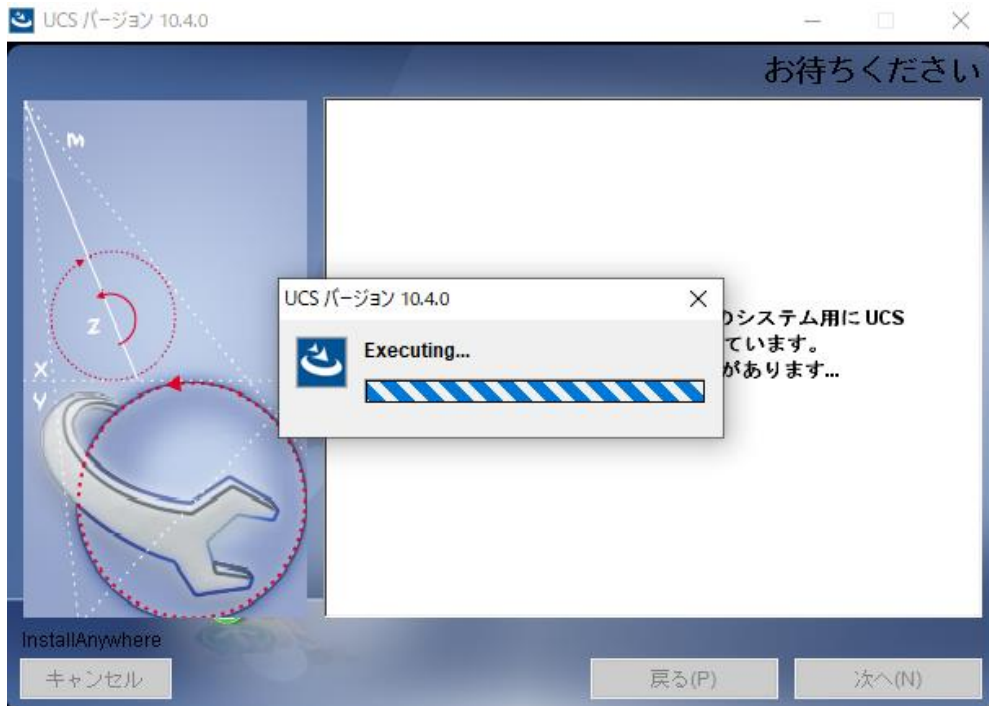 UCS バージョン 10.4.0
お待ちください
m
z
X
Y
UCS バージョン 10.4.0
Executing...
のシステム用に UCS
ています。
があります...
InstallAnywhere
キャンセル
戻る(P)
次へ(N)